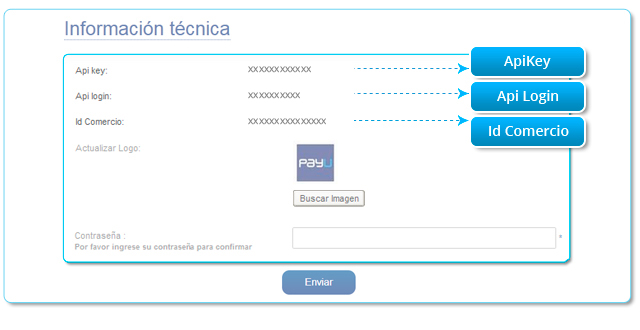 Información técnica
Api key: XXXXXXXXXXXX ApiKey
Api login: XXXXXXXXXX Api Login
Id Comercio: XXXXXXXXXXXXXXX Id Comercio
Actualizar Logo:
PAYU
Buscar Imagen
Contraseña : *
Por favor ingrese su contraseña para confirmar
Enviar